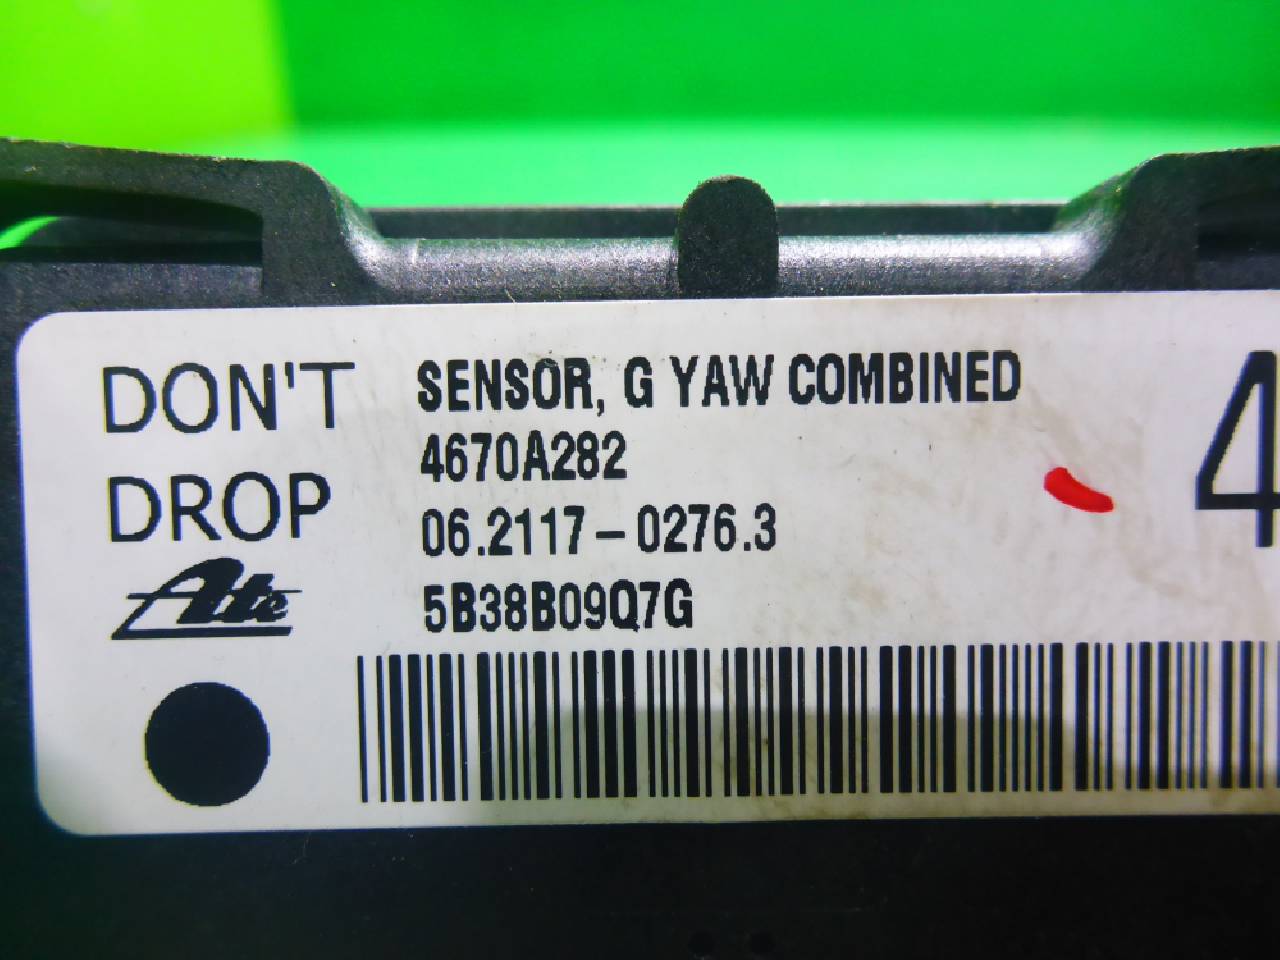 DON'T
DROP
Ate
SENSOR, G YAW COMBINED
4670A282
06.2117-0276.3
5B38B09Q7G
4